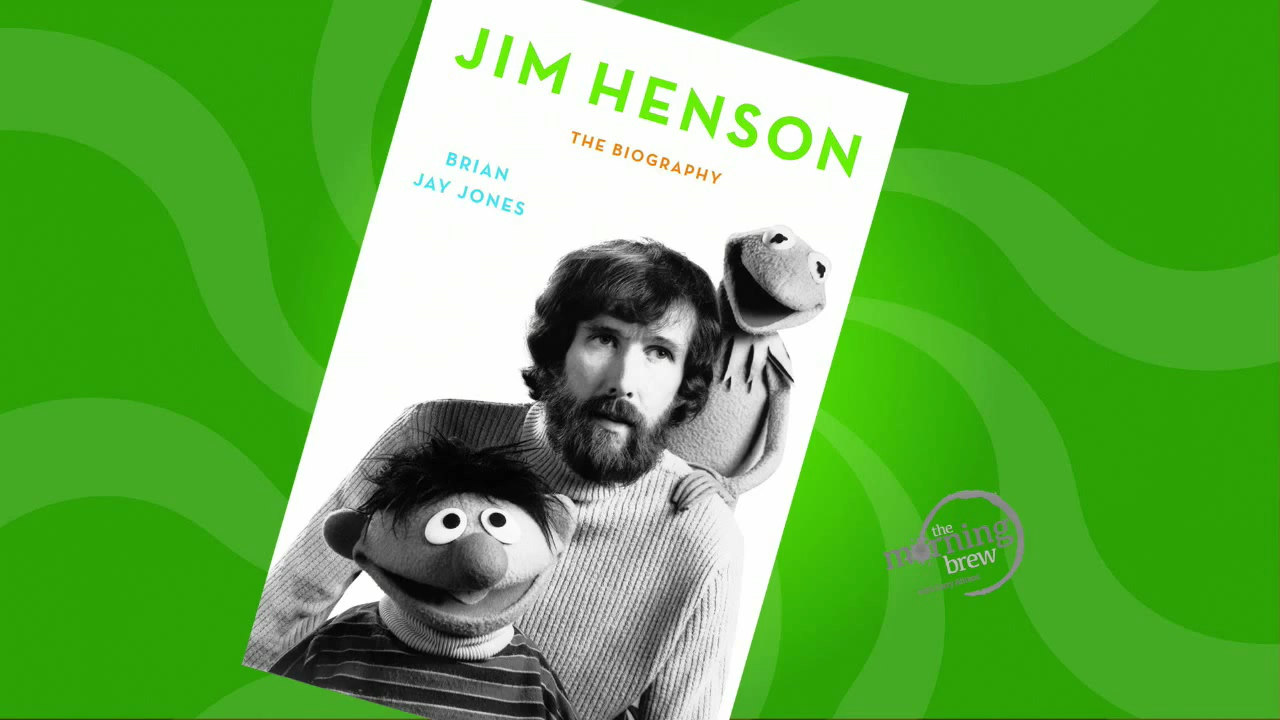 JIM HENSON
THE BIOGRAPHY
BRIAN
JAY JONES
the
morning
brew